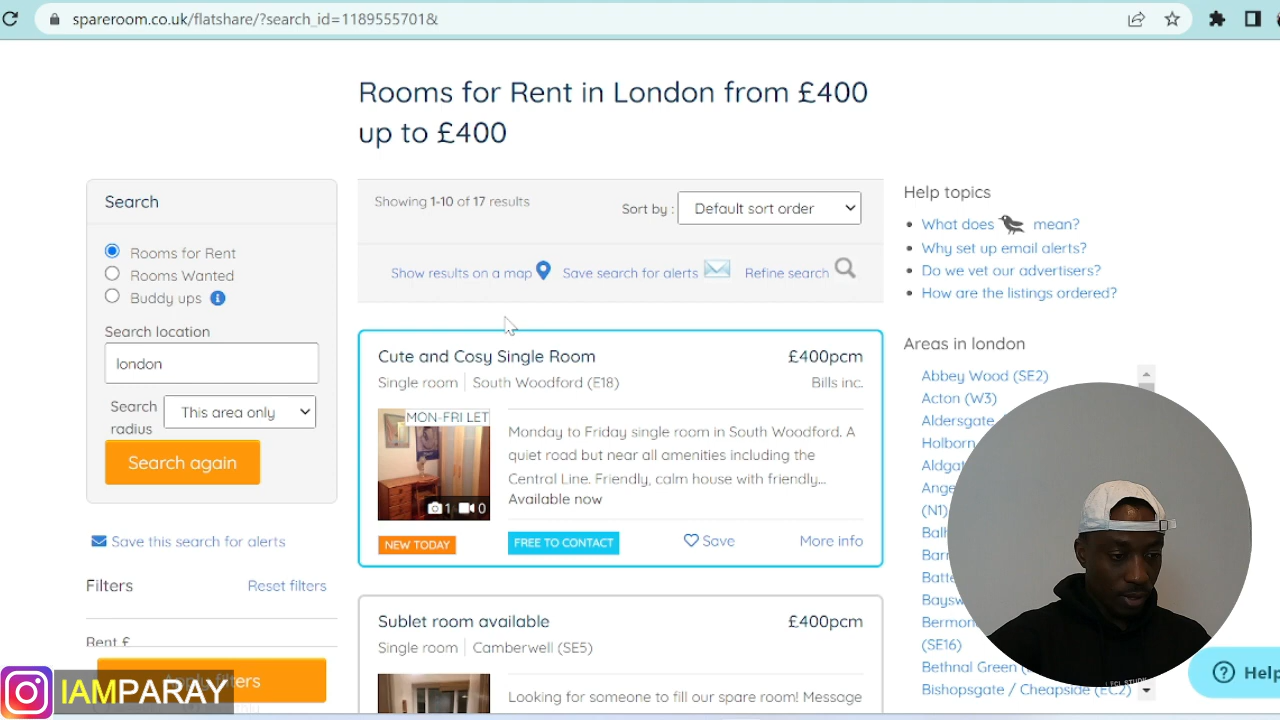 spareroom.co.uk/flatshare/?search_id=1189555701&
Rooms for Rent in London from £400
up to £400
Search
Rooms for Rent
Rooms Wanted
Buddy ups
Search location
london
Search
radius
This area only
Search again
Save this search for alerts
Filters
Reset filters
Rent £
IAMPARAY
Showing 1-10 of 17 results
Sort by :
Default sort order
Show results on a map
Save search for alerts
Refine search
Cute and Cosy Single Room
£400pcm
Single room
South Woodford (E18)
Bills inc.
MON-FRI LET
1
0
Monday to Friday single room in South Woodford. A
quiet road but near all amenities including the
Central Line. Friendly, calm house with friendly...
Available now
NEW TODAY
FREE TO CONTACT
Save
More info
Sublet room available
£400pcm
Single room
Camberwell (SE5)
Looking for someone to fill our spare room! Message
Help topics
What does mean?
Why set up email alerts?
Do we vet our advertisers?
How are the listings ordered?
Areas in london
Abbey Wood (SE2)
Acton (W3)
Aldersgate
Holborn
(N1)
(SE16)
Bethnal Green
Bishopsgate / Cheapside (EC2)
Help